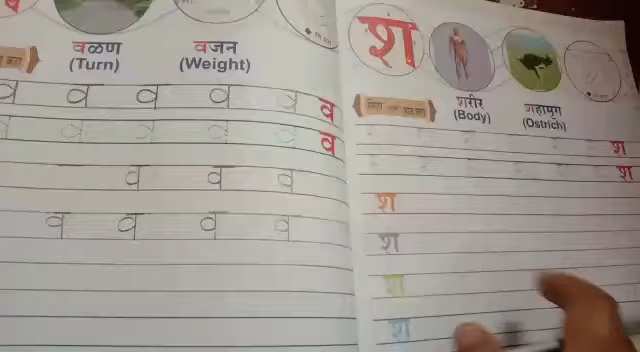 वळण वजन
(Turn) (Weight)
व व व व व
व व व व
व व व
व व व व
श
शरीर शहामृग
(Body) (Ostrich)
श
श
श
श
श
श